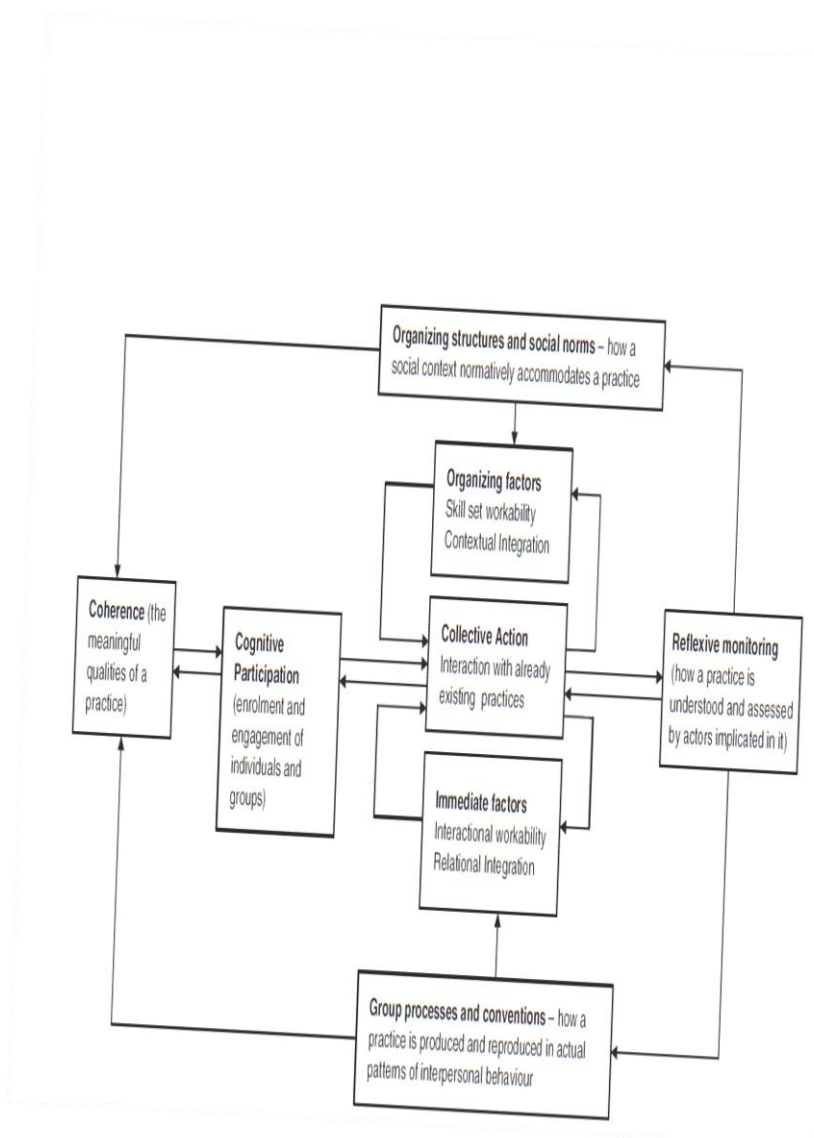 Organizing structures and social norms – how a
social context normatively accommodates a practice
Organizing factors
Skill set workability
Contextual Integration
Coherence (the
meaningful
qualities of a
practice)
Cognitive
Participation
(enrolment and
engagement of
individuals and
groups)
Collective Action
Interaction with already
existing practices
Reflexive monitoring
(how a practice is
understood and assessed
by actors implicated in it)
Immediate factors
Interactional workability
Relational Integration
Group processes and conventions – how a
practice is produced and reproduced in actual
patterns of interpersonal behaviour